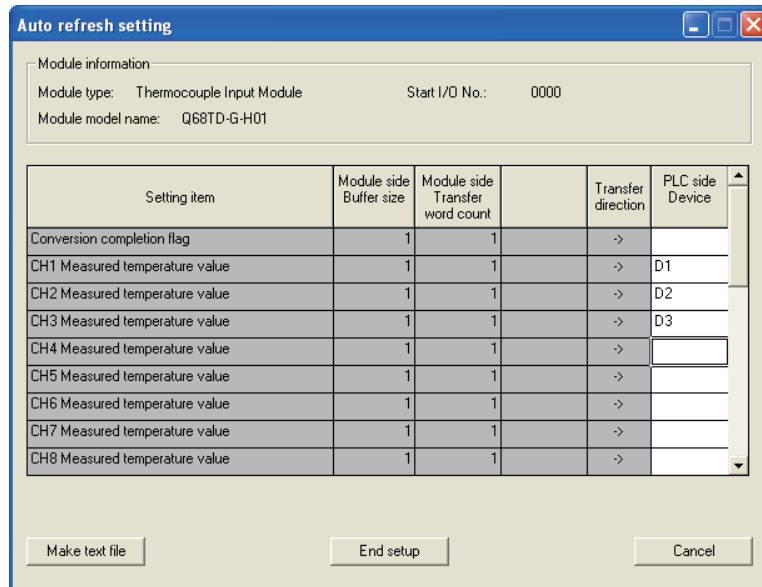 Auto refresh setting
Module information
Module type: Thermocouple Input Module Start I/O No.: 0000
Module model name: Q68TD-G-H01
Setting item Module side Buffer size Module side Transfer word count Transfer direction PLC side Device
Conversion completion flag 1 1 ->
CH1 Measured temperature value 1 1 -> D1
CH2 Measured temperature value 1 1 -> D2
CH3 Measured temperature value 1 1 -> D3
CH4 Measured temperature value 1 1 ->
CH5 Measured temperature value 1 1 ->
CH6 Measured temperature value 1 1 ->
CH7 Measured temperature value 1 1 ->
CH8 Measured temperature value 1 1 ->
Make text file End setup Cancel